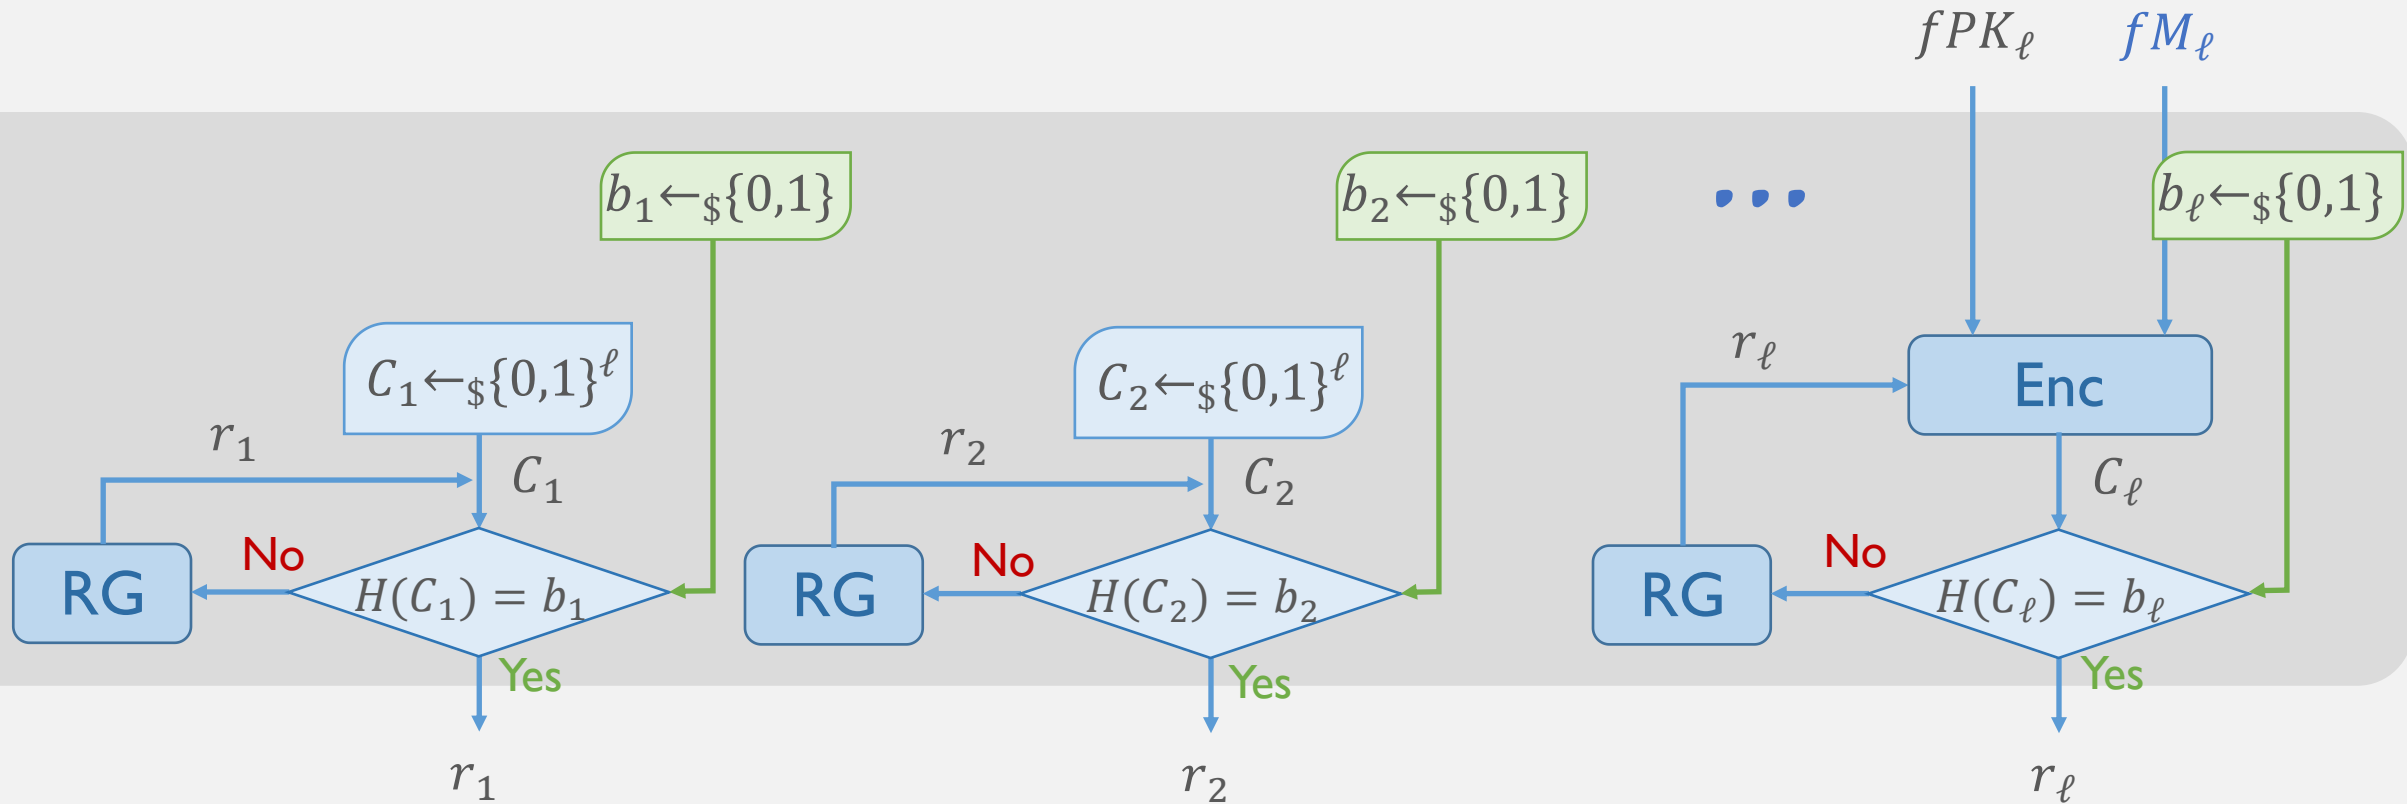 fPK_ℓ fM_ℓ
b_1←_${0,1} b_2←_${0,1} ... b_ℓ←_${0,1}
C_1←_${0,1}^ℓ C_2←_${0,1}^ℓ r_ℓ Enc
r_1 C_1 r_2 C_2 C_ℓ
RG No H(C_1) = b_1 RG No H(C_2) = b_2 RG No H(C_ℓ) = b_ℓ
Yes Yes Yes
r_1 r_2 r_ℓ